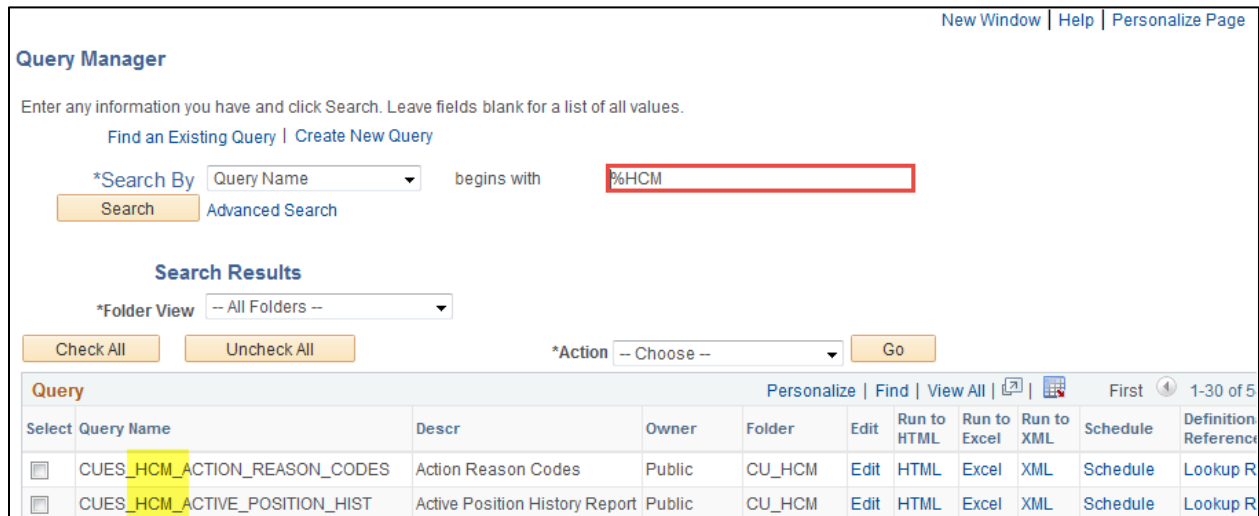 New Window | Help | Personalize Page
Query Manager
Enter any information you have and click Search. Leave fields blank for a list of all values.
Find an Existing Query | Create New Query
*Search By Query Name begins with %HCM
Search Advanced Search
Search Results
*Folder View -- All Folders --
Check All Uncheck All *Action -- Choose -- Go
Query Personalize | Find | View All | | First 1-30 of 5
Select Query Name Descr Owner Folder Edit Run to HTML Run to Excel Run to XML Schedule Definition Reference
CUES_HCM_ACTION_REASON_CODES Action Reason Codes Public CU_HCM Edit HTML Excel XML Schedule Lookup R
CUES_HCM_ACTIVE_POSITION_HIST Active Position History Report Public CU_HCM Edit HTML Excel XML Schedule Lookup R